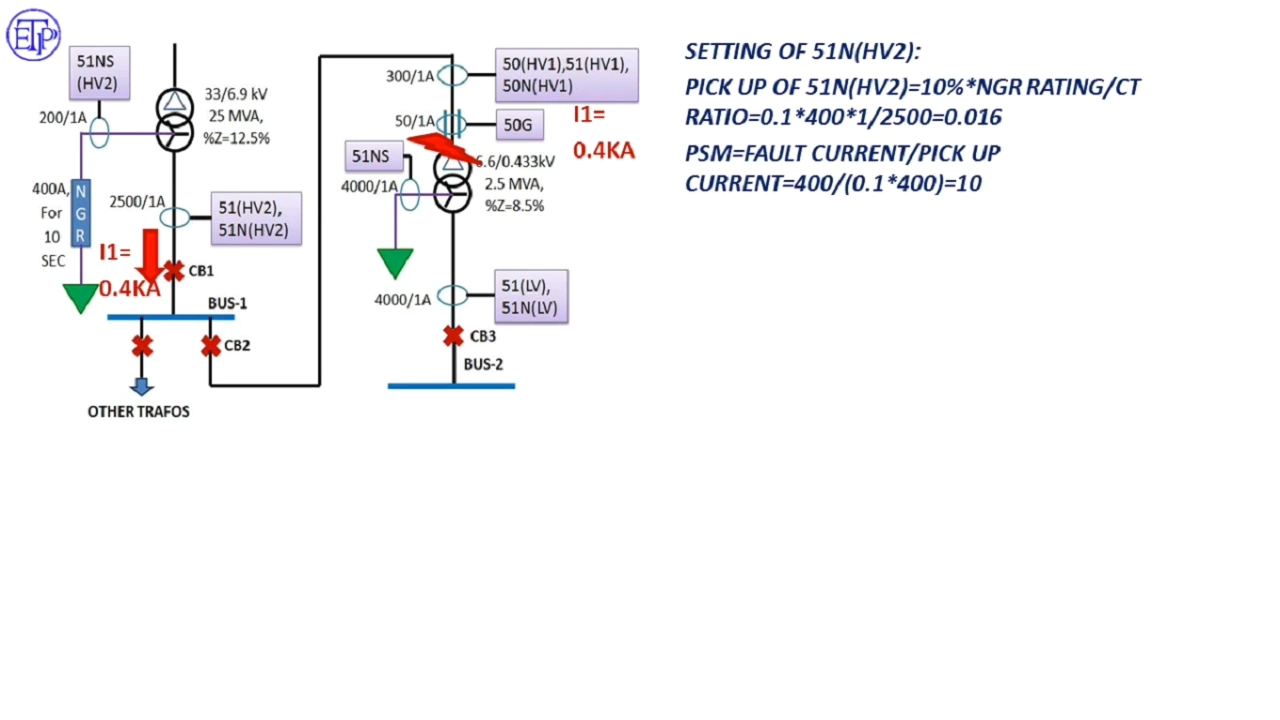 ETP
51NS
(HV2)
200/1A
33/6.9 kV
25 MVA,
%Z=12.5%
400A,
For
10
SEC
N
G
R
2500/1A
51(HV2),
51N(HV2)
I1=
0.4KA
CB1
BUS-1
CB2
OTHER TRAFOS
300/1A
50(HV1),51(HV1),
50N(HV1)
50/1A
50G
I1=
0.4KA
51NS
4000/1A
6.6/0.433kV
2.5 MVA,
%Z=8.5%
4000/1A
51(LV),
51N(LV)
CB3
BUS-2
SETTING OF 51N(HV2):
PICK UP OF 51N(HV2)=10%*NGR RATING/CT
RATIO=0.1*400*1/2500=0.016
PSM=FAULT CURRENT/PICK UP
CURRENT=400/(0.1*400)=10